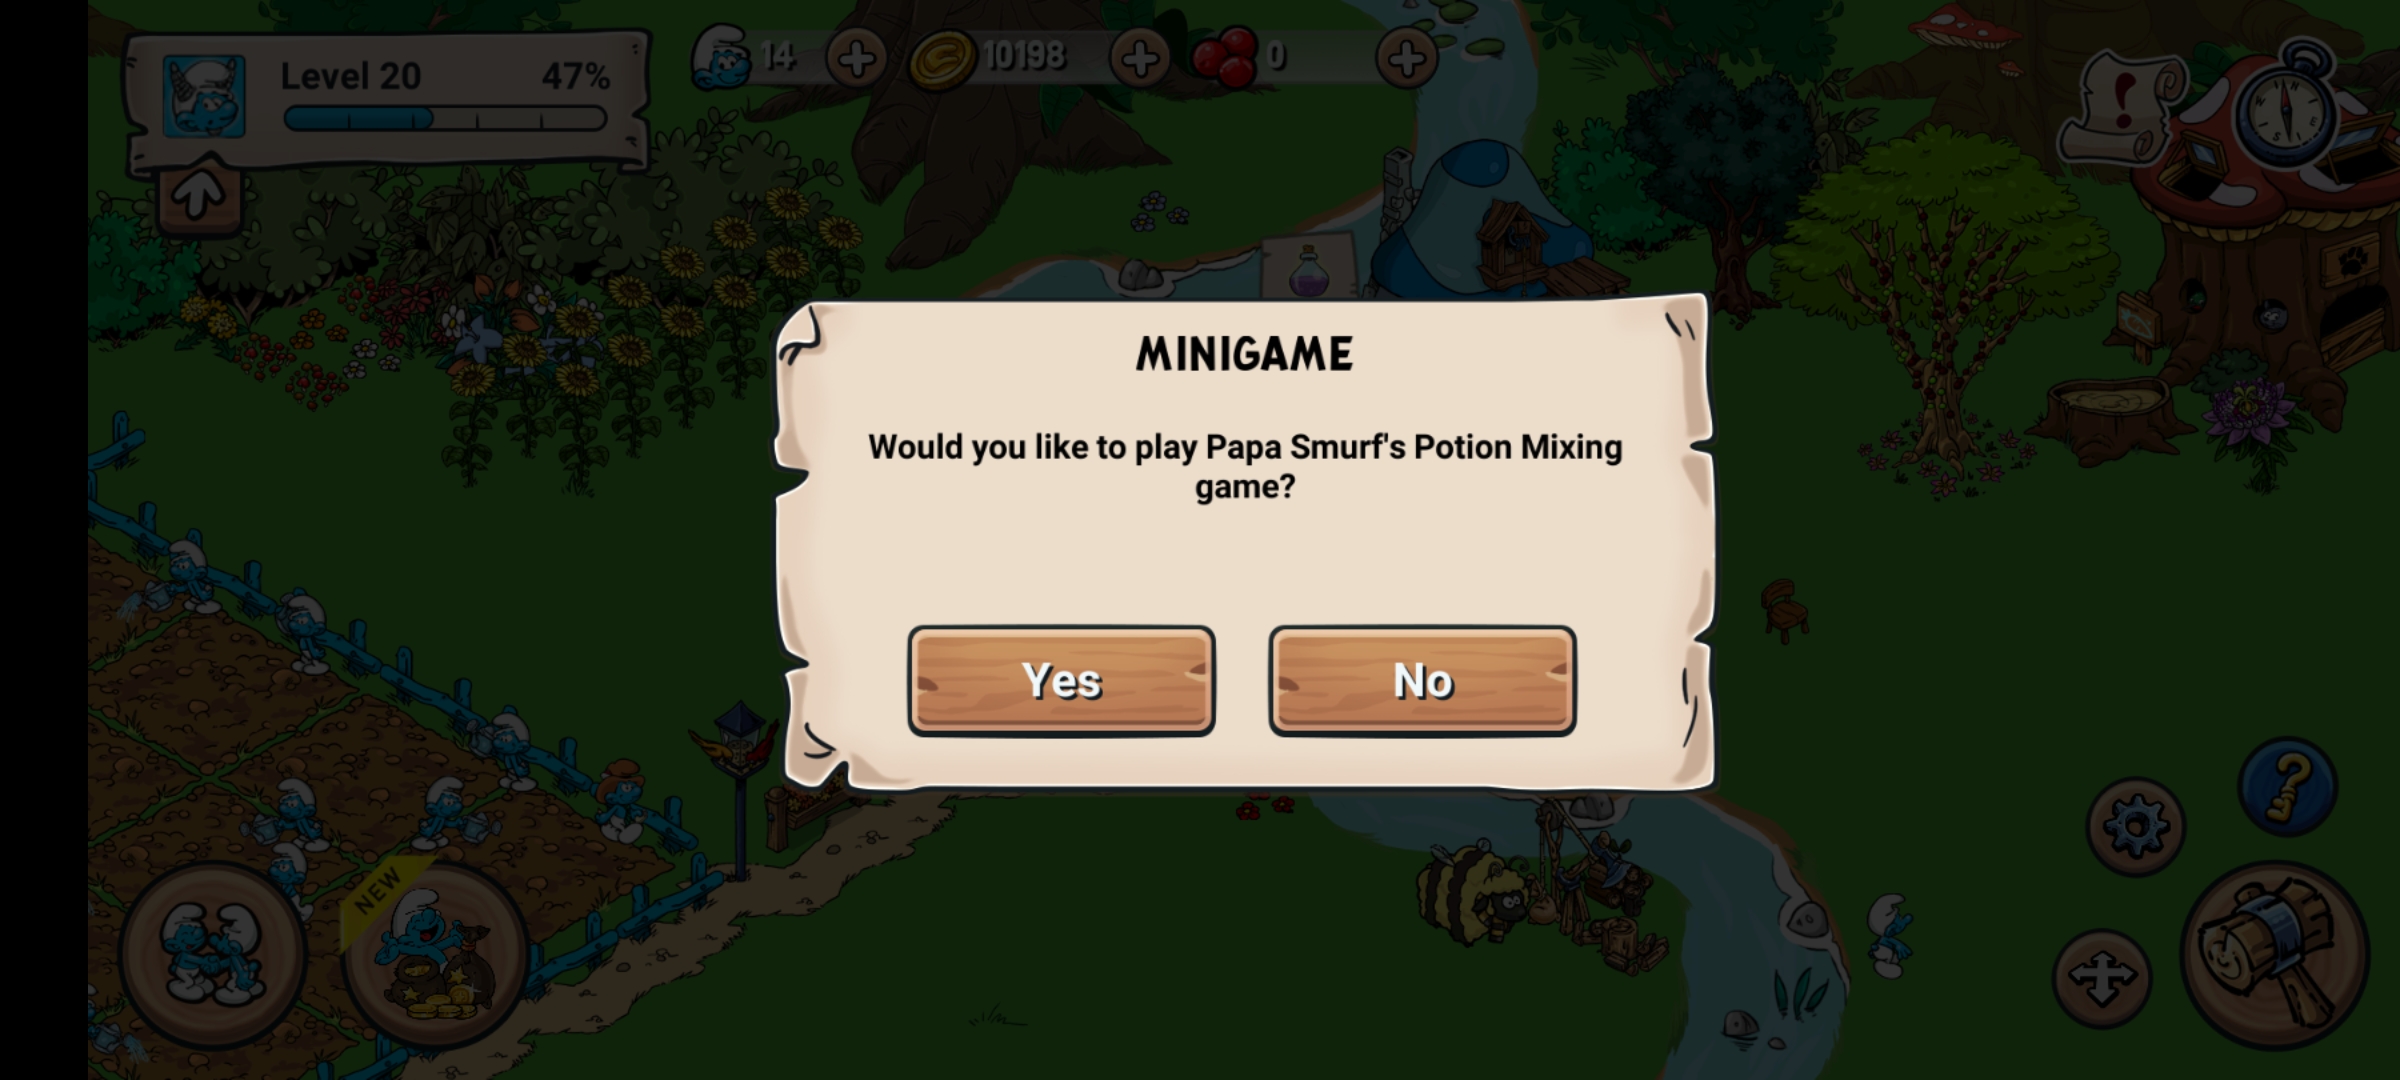 Level 20 47%
14
10198
0
MINIGAME
Would you like to play Papa Smurf's Potion Mixing
game?
Yes
No
NEW